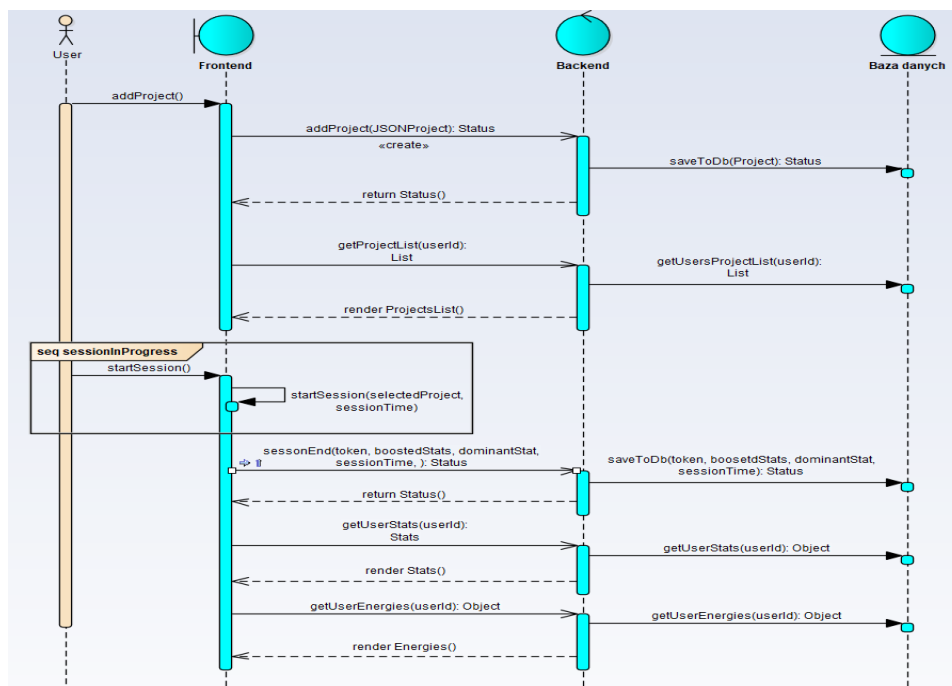 User
Frontend
Backend
Baza danych
addProject()
addProject(JSONProject): Status
«create»
saveToDb(Project): Status
return Status()
getProjectList(userId):
List
getUsersProjectList(userId):
List
render ProjectsList()
seq sessionInProgress
startSession()
startSession(selectedProject,
sessionTime)
sessonEnd(token, boostedStats, dominantStat,
sessionTime, ): Status
saveToDb(token, boosetdStats, dominantStat,
sessionTime): Status
return Status()
getUserStats(userId):
Stats
getUserStats(userId): Object
render Stats()
getUserEnergies(userId): Object
getUserEnergies(userId): Object
render Energies()